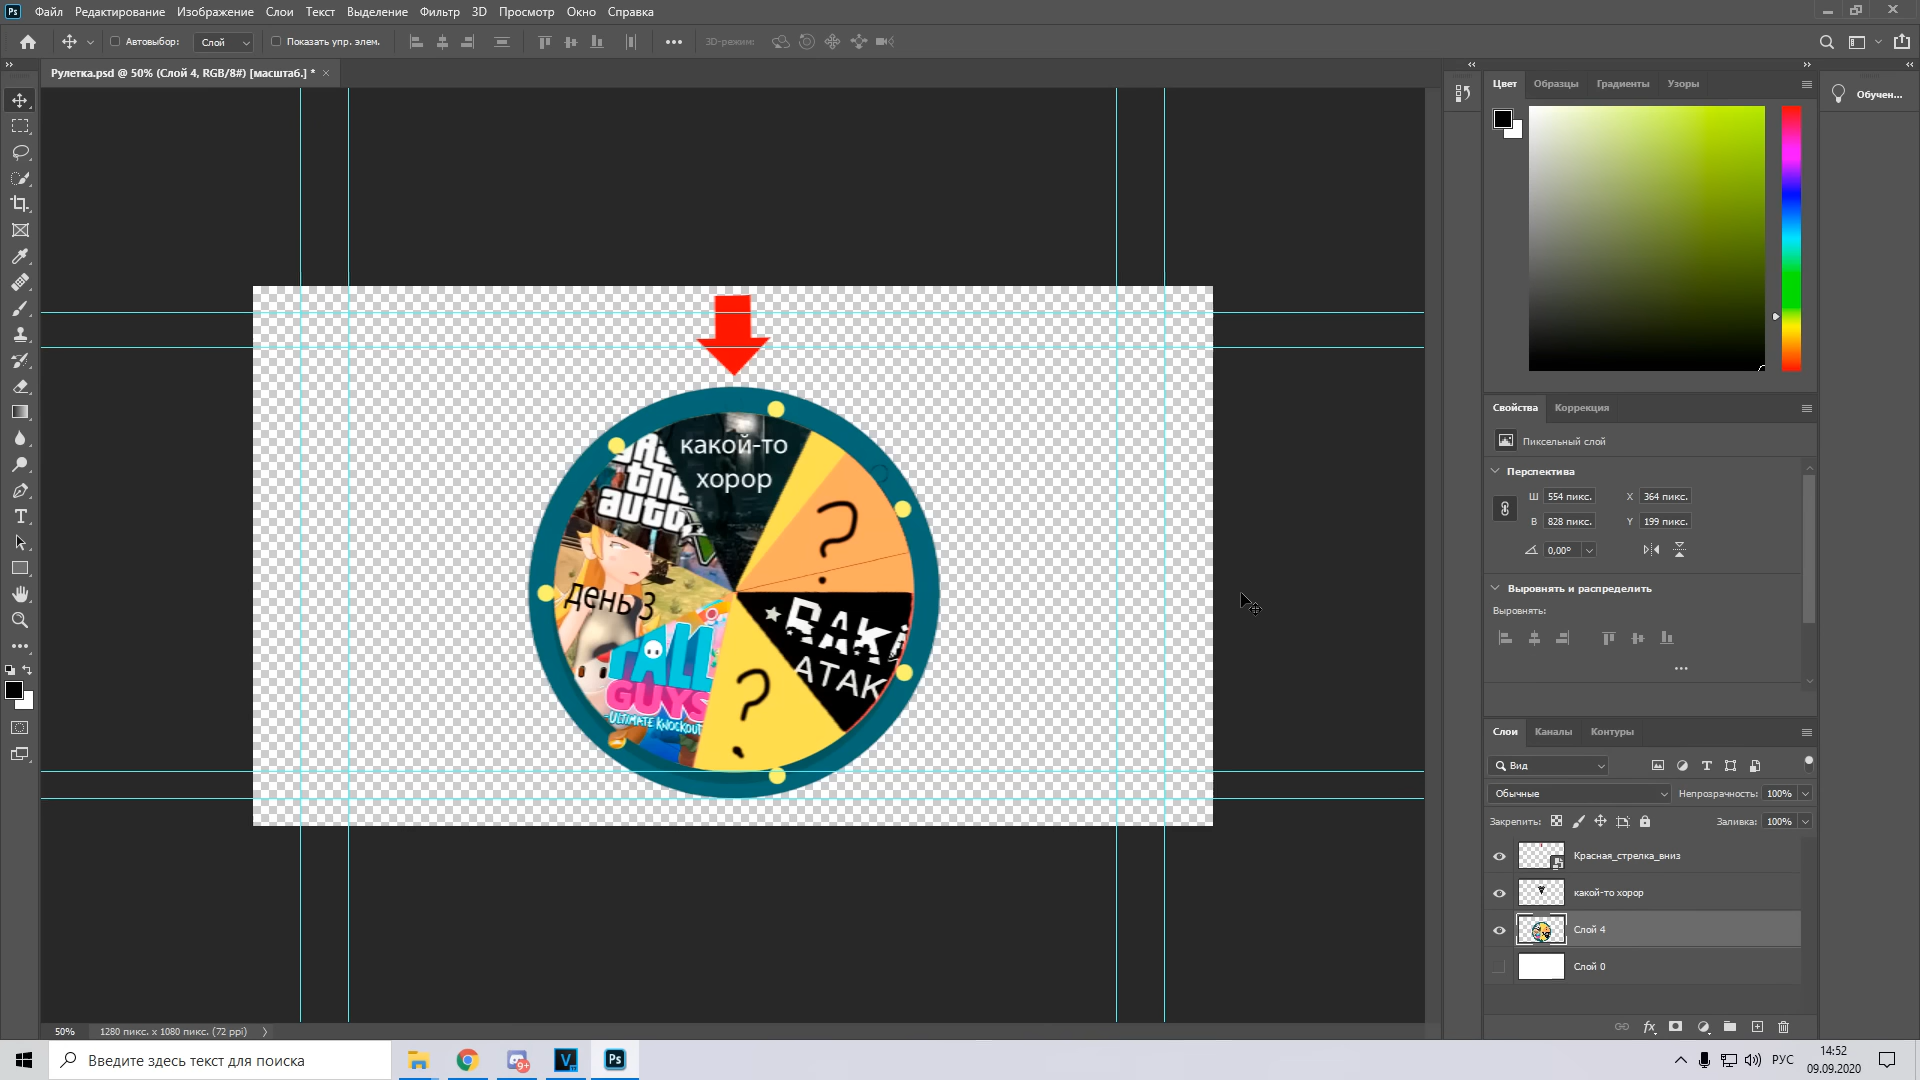 Файл Редактирование Изображение Слои Текст Выделение Фильтр 3D Просмотр Окно Справка
Автовыбор: Слой Показать упр. элем. 3D-режим:
Рулетка.psd @ 50% (Слой 4, RGB/8#) [масштаб.] *
Цвет Образцы Градиенты Узоры
Обучен...
какой-то
хорор
the
auto
?
день 3
?
АТАК
FALL
GUYS
ULTIMATE KNOCKOUT
Свойства Коррекция
Пиксельный слой
Перспектива
Ш 554 пикс. X 364 пикс.
В 828 пикс. Y 199 пикс.
0,00°
Выровнять и распределить
Выровнять:
Слои Каналы Контуры
Вид
Обычные Непрозрачность: 100%
Закрепить: Заливка: 100%
Красная_стрелка_вниз
какой-то хорор
Слой 4
Слой 0
fx
50% 1280 пикс. x 1080 пикс. (72 ppi)
Введите здесь текст для поиска
9+
V
Ps
РУС
14:52
09.09.2020